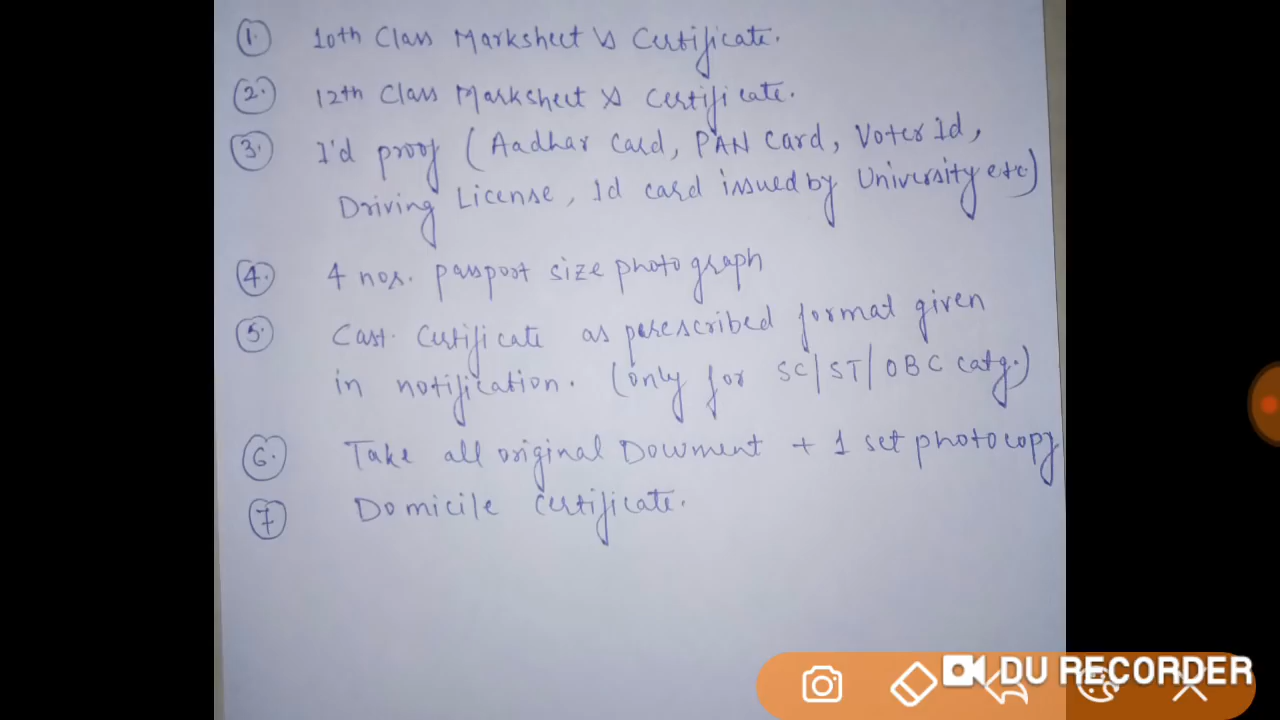 1. 10th Class Marksheet & Certificate.
2. 12th Class Marksheet & Certificate.
3. I'd proof (Aadhar Card, PAN Card, Voter Id,
Driving License, Id card issued by University etc)
4. 4 nos. passport size photograph
5. Cast. Certificate as perescribed format given
in notification. (only for SC/ST/OBC catg.)
6. Take all original Document + 1 set photocopy
7 Domicile Certificate.
DU RECORDER